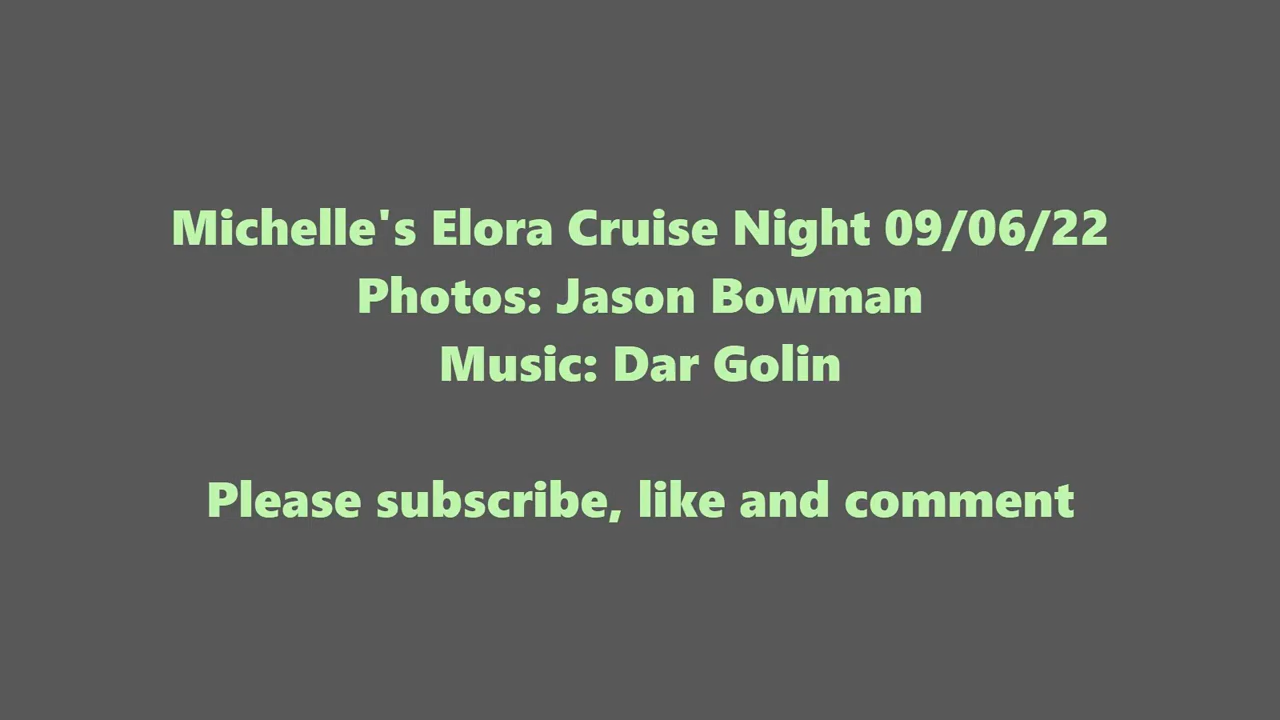 Michelle's Elora Cruise Night 09/06/22
Photos: Jason Bowman
Music: Dar Golin
Please subscribe, like and comment